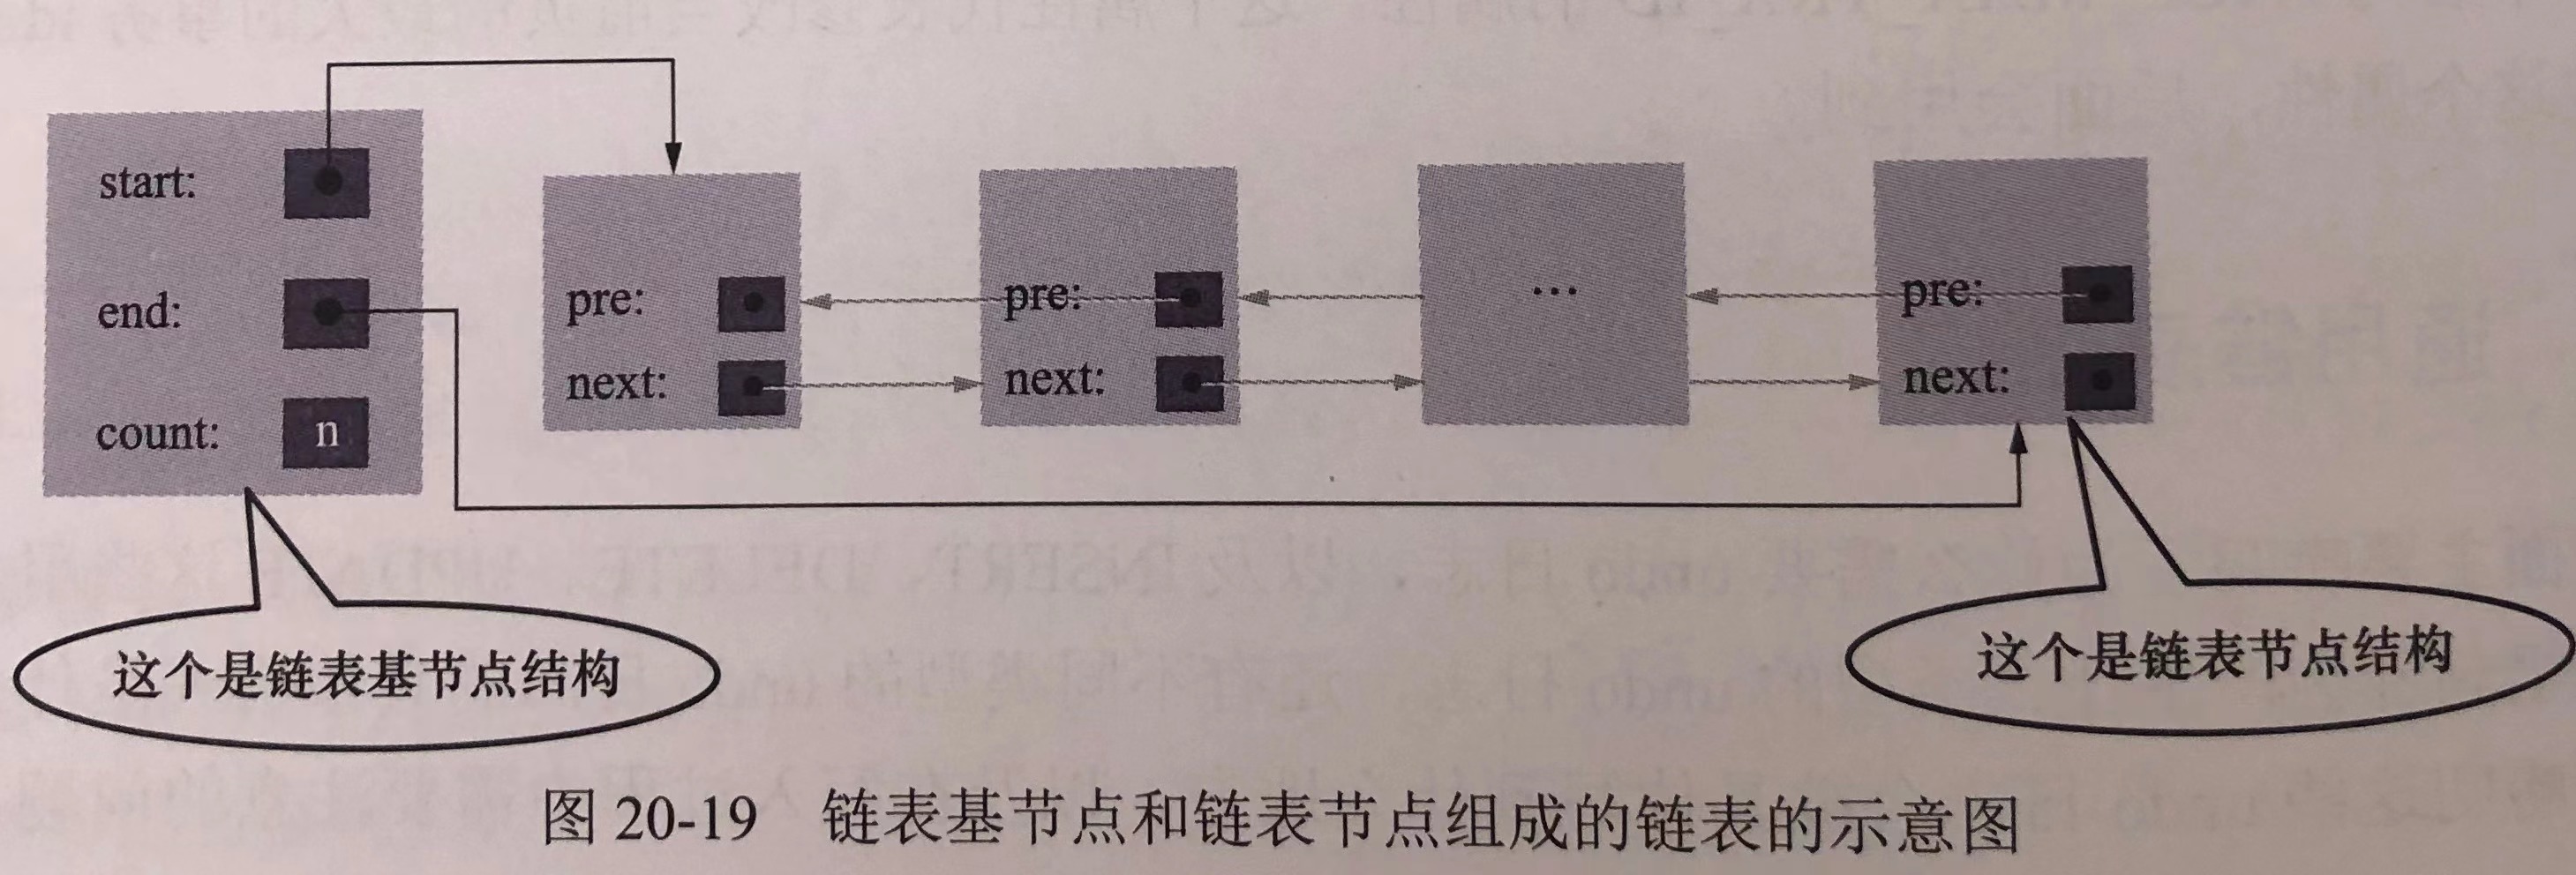 start:
end:
count:
n
pre:
next:
pre:
next:
...
pre:
next:
这个是链表基节点结构
这个是链表节点结构
图 20-19 链表基节点和链表节点组成的链表的示意图